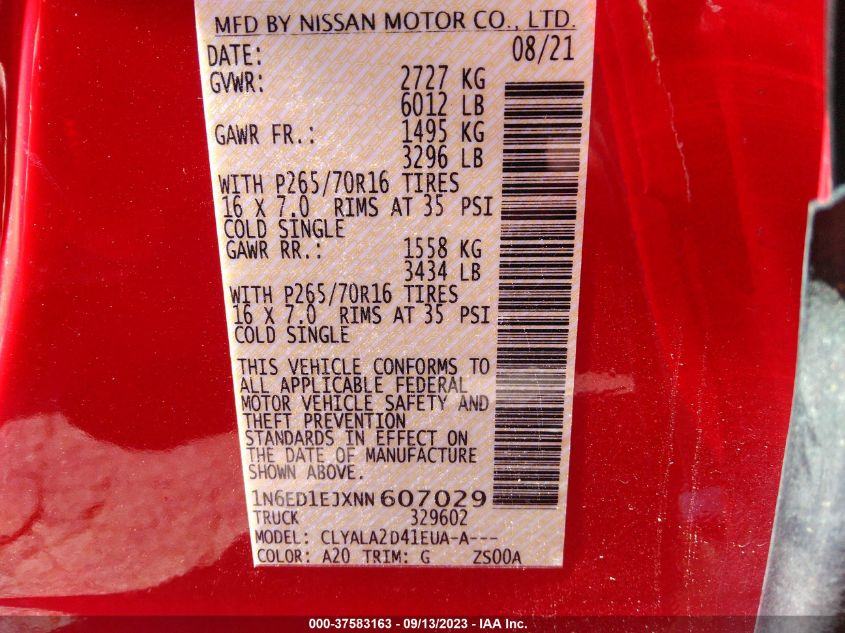 MFD BY NISSAN MOTOR CO., LTD.
DATE: 08/21
GVWR: 2727 KG
6012 LB
GAWR FR.: 1495 KG
3296 LB
WITH P265/70R16 TIRES
16 X 7.0 RIMS AT 35 PSI
COLD SINGLE
GAWR RR.: 1558 KG
3434 LB
WITH P265/70R16 TIRES
16 X 7.0 RIMS AT 35 PSI
COLD SINGLE
THIS VEHICLE CONFORMS TO
ALL APPLICABLE FEDERAL
MOTOR VEHICLE SAFETY AND
THEFT PREVENTION
STANDARDS IN EFFECT ON
THE DATE OF MANUFACTURE
SHOWN ABOVE.
1N6ED1EJXNN607029
TRUCK 329602
MODEL: CLYALA2D41EUA-A---
COLOR: A20 TRIM: G ZS00A
000-37583163 - 09/13/2023 - IAA Inc.